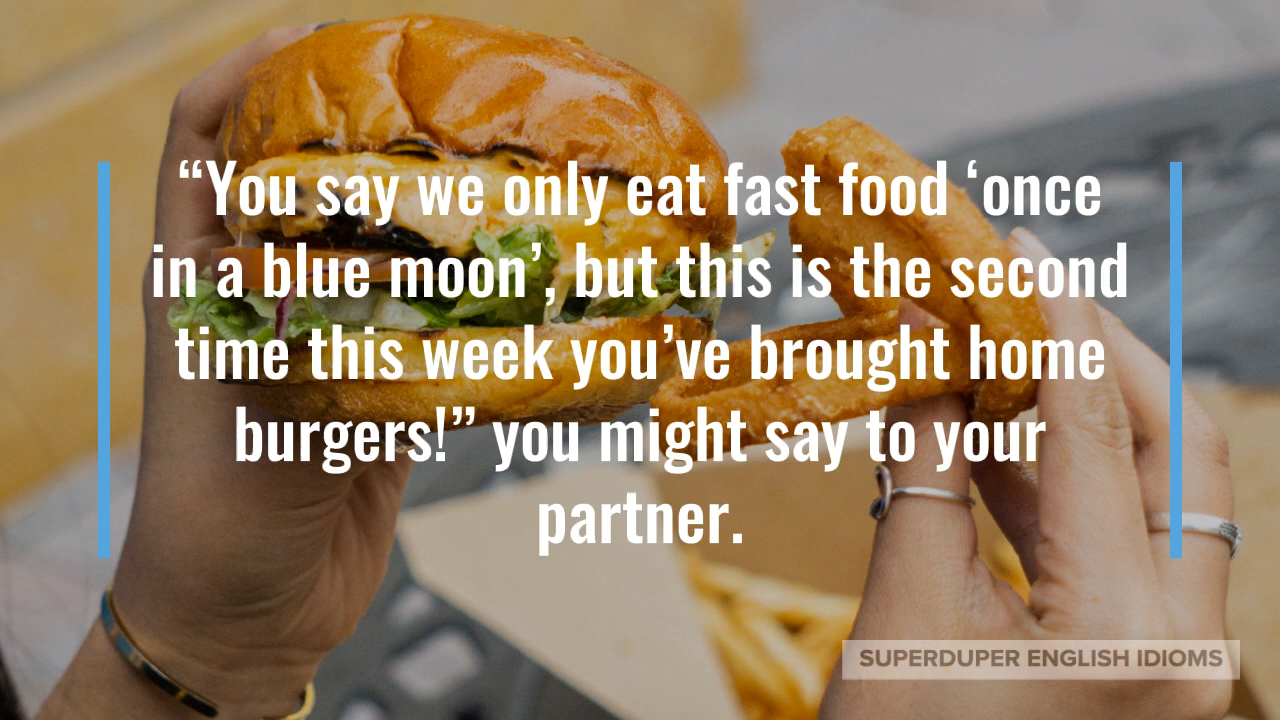 “You say we only eat fast food ‘once
in a blue moon’, but this is the second
time this week you’ve brought home
burgers!” you might say to your
partner.
SUPERDUPER ENGLISH IDIOMS